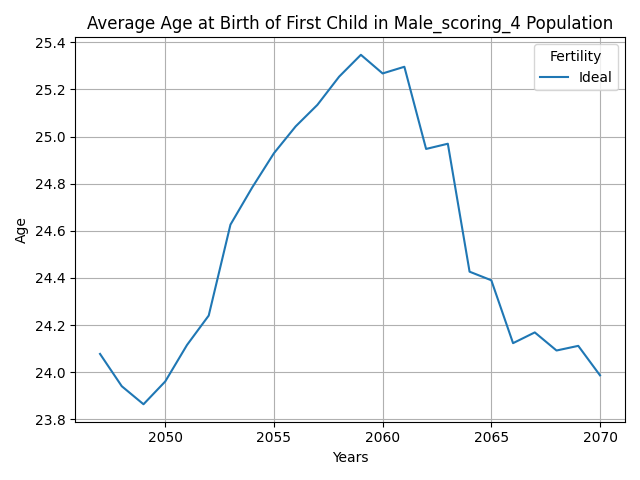 Average Age at Birth of First Child in Male_scoring_4 Population
Fertility
Ideal
25.4
25.2
25.0
24.8
24.6
24.4
24.2
24.0
23.8
Age
2050 2055 2060 2065 2070
Years